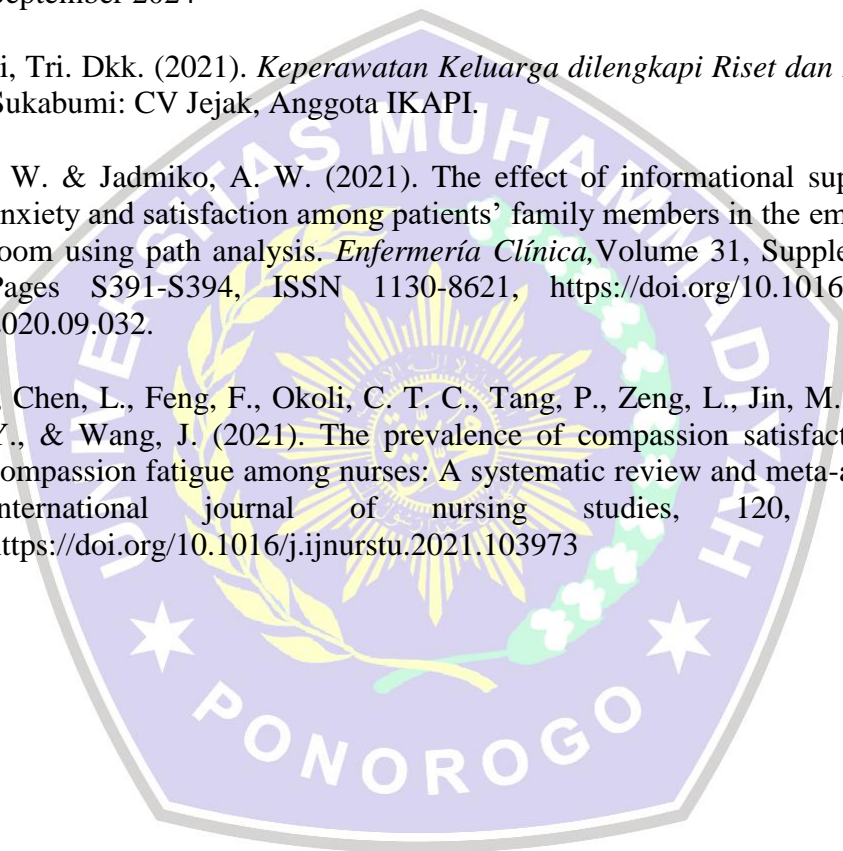 September 2024
i, Tri. Dkk. (2021). Keperawatan Keluarga dilengkapi Riset dan
Sukabumi: CV Jejak, Anggota IKAPI.
W. & Jadmiko, A. W. (2021). The effect of informational sup
nxiety and satisfaction among patients’ family members in the em
oom using path analysis. Enfermería Clínica,Volume 31, Supple
Pages S391-S394, ISSN 1130-8621, https://doi.org/10.1016
2020.09.032.
Chen, L., Feng, F., Okoli, C. T. C., Tang, P., Zeng, L., Jin, M.
Y., & Wang, J. (2021). The prevalence of compassion satisfact
ompassion fatigue among nurses: A systematic review and meta-a
nternational journal of nursing studies, 120,
https://doi.org/10.1016/j.ijnurstu.2021.103973
UNIVERSITAS MUHAMMADIYAH
PONOROGO